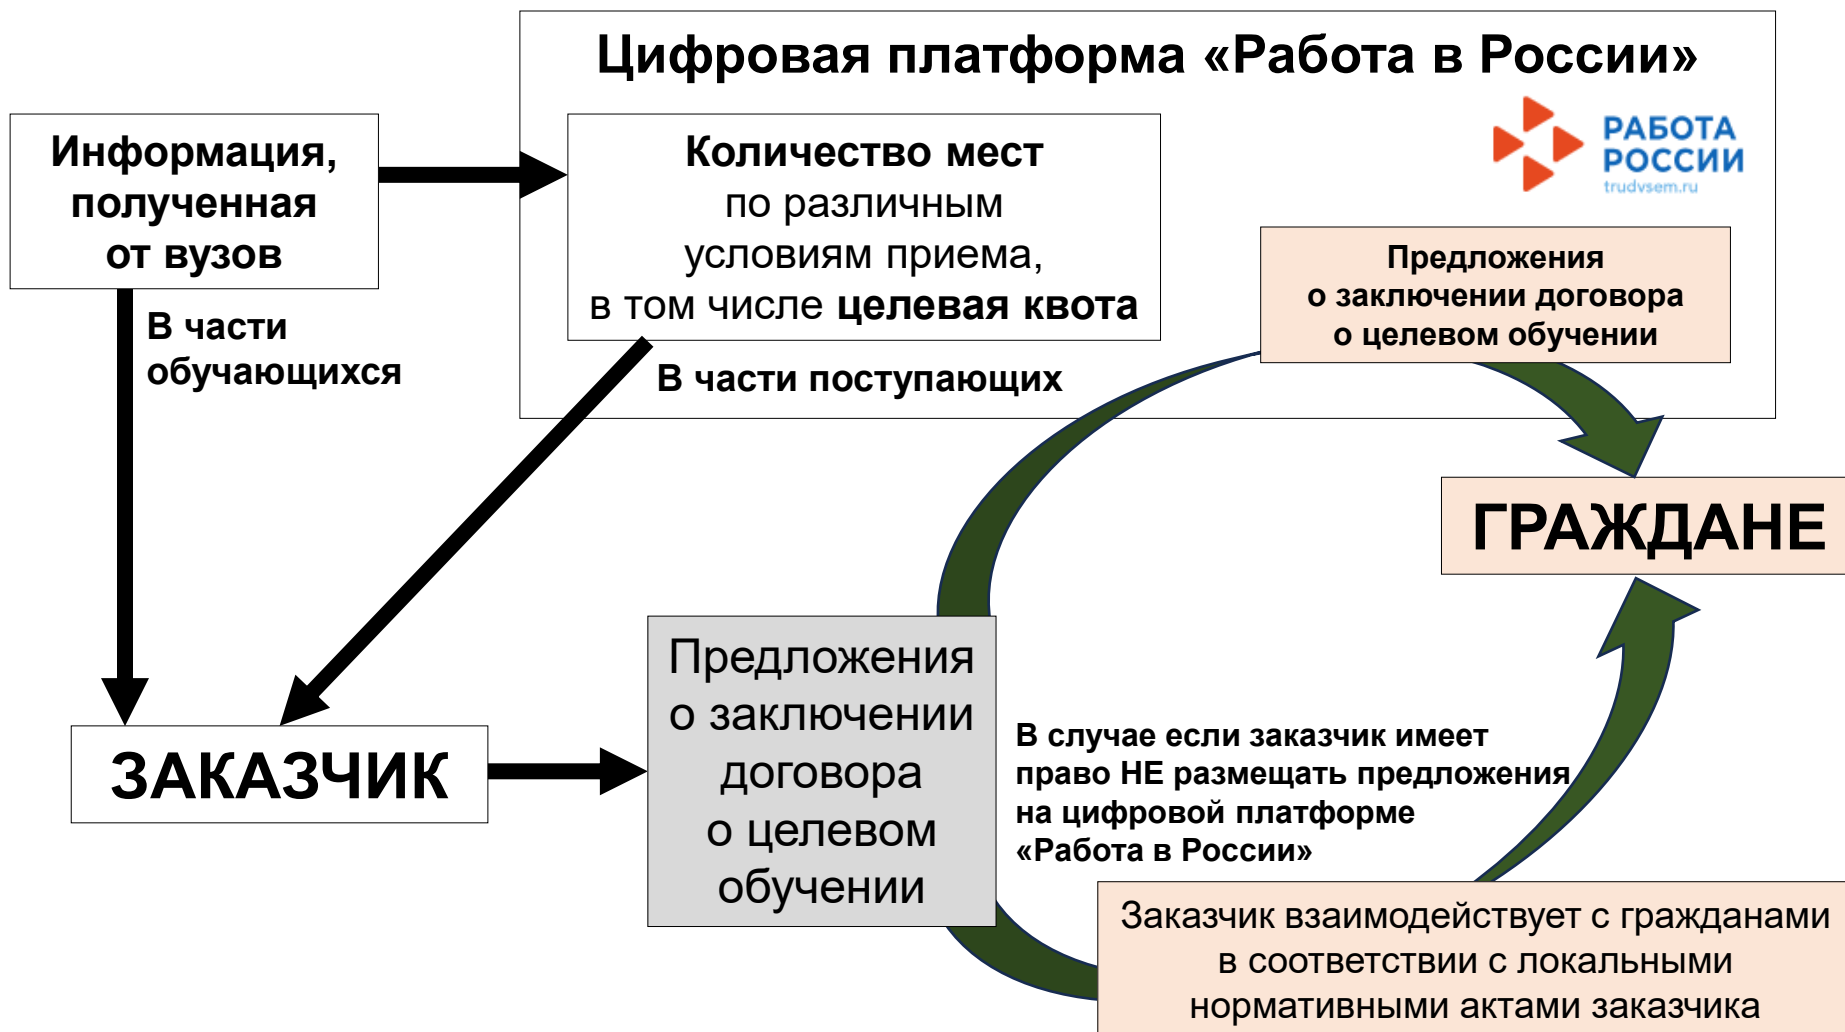 Цифровая платформа «Работа в России»
РАБОТА
РОССИИ
trudvsem.ru
Информация,
полученная
от вузов
Количество мест
по различным
условиям приема,
в том числе целевая квота
Предложения
о заключении договора
о целевом обучении
В части
обучающихся
В части поступающих
ГРАЖДАНЕ
ЗАКАЗЧИК
Предложения
о заключении
договора
о целевом
обучении
В случае если заказчик имеет
право НЕ размещать предложения
на цифровой платформе
«Работа в России»
Заказчик взаимодействует с гражданами
в соответствии с локальными
нормативными актами заказчика